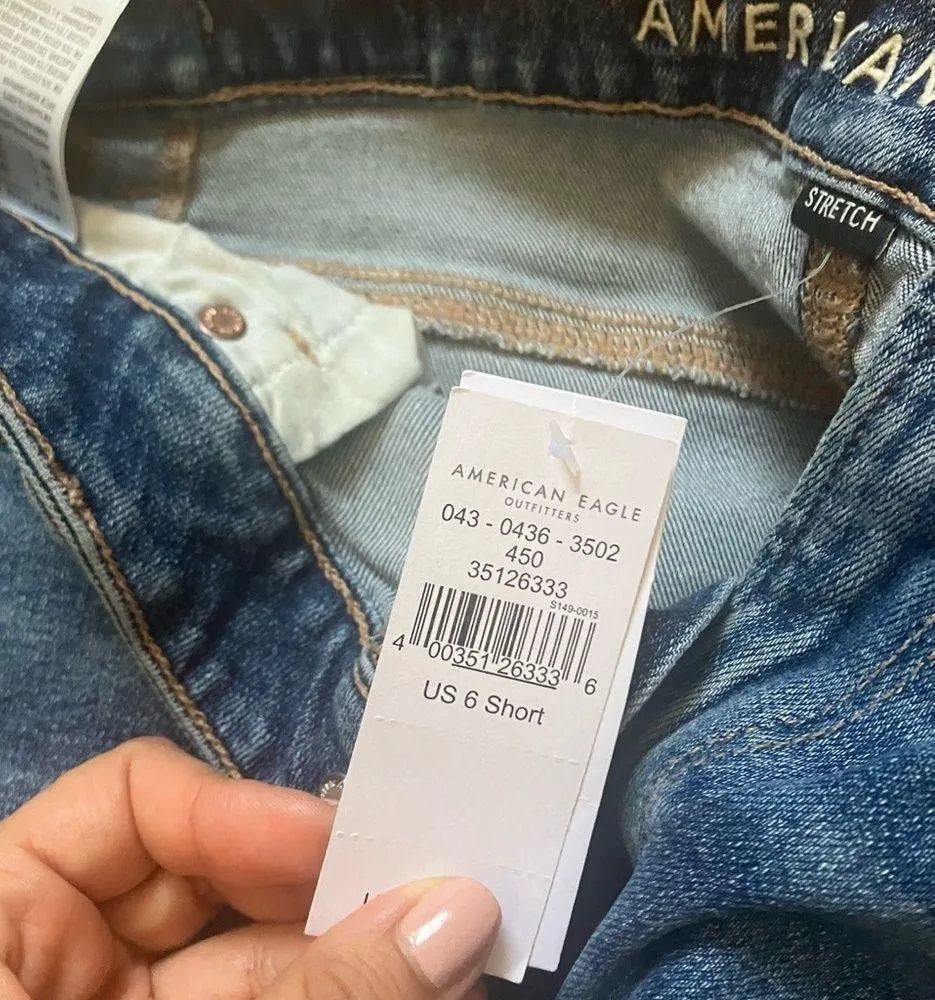 AMERICAN
STRETCH
AMERICAN EAGLE
OUTFITTERS
043 - 0436 - 3502
450
35126333
S149-0015
4 00351 26333 6
US 6 Short